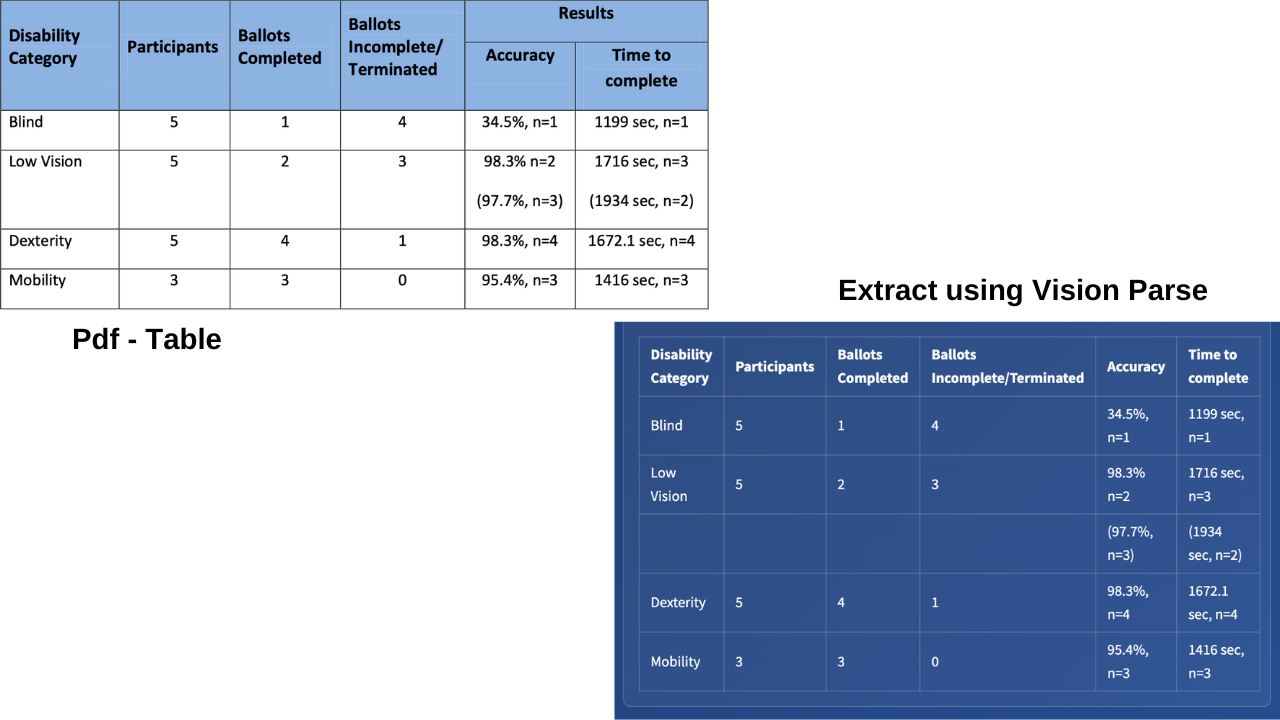 Results
Disability Category Participants Ballots Completed Ballots Incomplete/ Terminated Accuracy Time to complete
Blind 5 1 4 34.5%, n=1 1199 sec, n=1
Low Vision 5 2 3 98.3% n=2 1716 sec, n=3
(97.7%, n=3) (1934 sec, n=2)
Dexterity 5 4 1 98.3%, n=4 1672.1 sec, n=4
Mobility 3 3 0 95.4%, n=3 1416 sec, n=3
Pdf - Table
Extract using Vision Parse
Disability Category Participants Ballots Completed Ballots Incomplete/Terminated Accuracy Time to complete
Blind 5 1 4 34.5%, n=1 1199 sec, n=1
Low Vision 5 2 3 98.3% n=2 1716 sec, n=3
(97.7%, n=3) (1934 sec, n=2)
Dexterity 5 4 1 98.3%, n=4 1672.1 sec, n=4
Mobility 3 3 0 95.4%, n=3 1416 sec, n=3